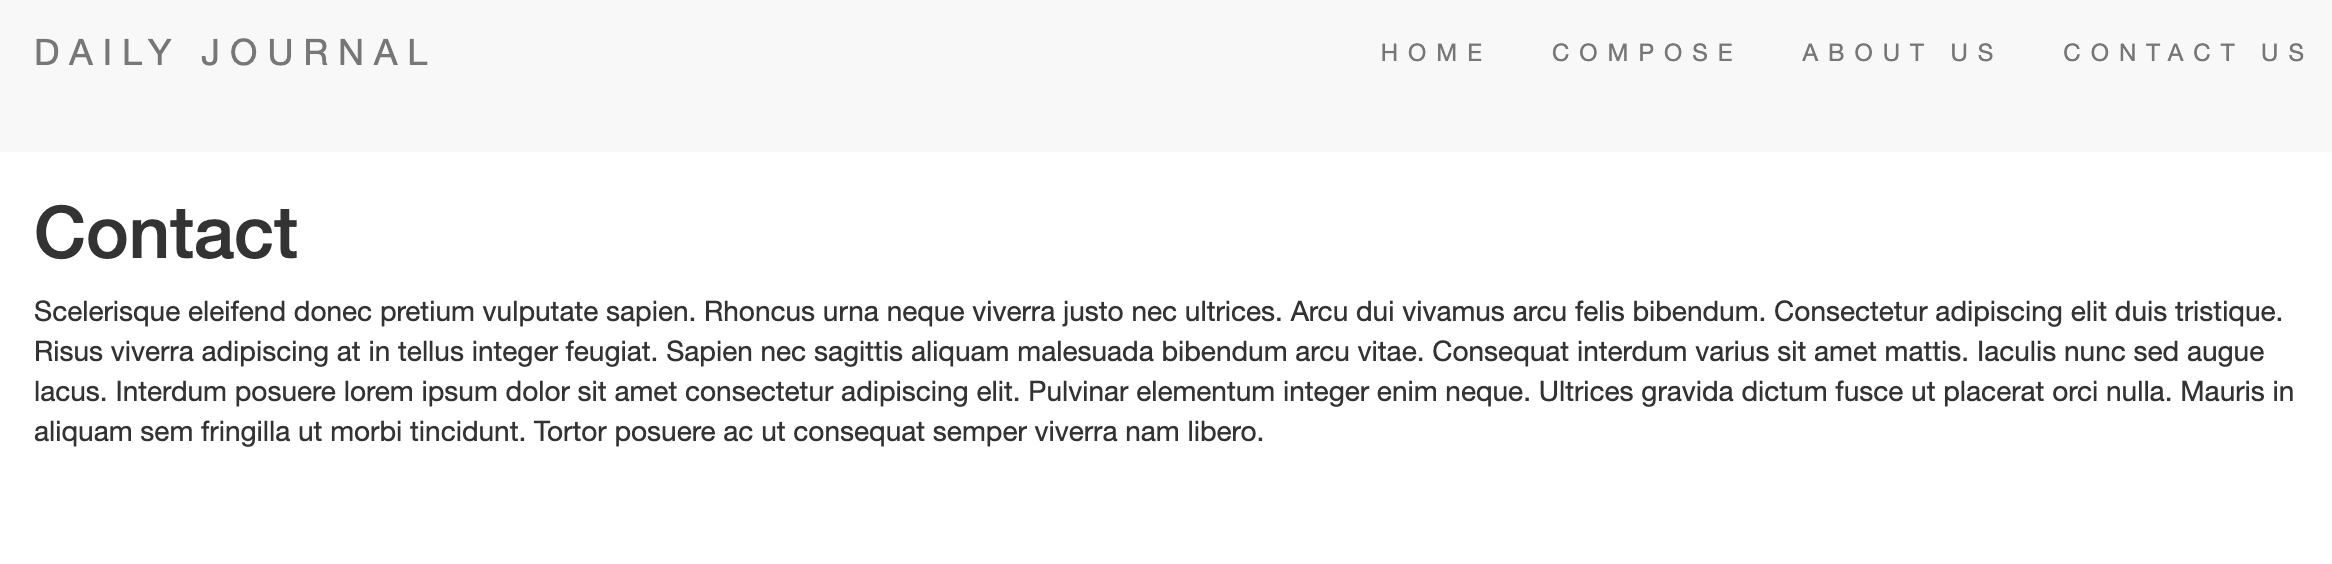 DAILY JOURNAL
HOME COMPOSE ABOUT US CONTACT US
Contact
Scelerisque eleifend donec pretium vulputate sapien. Rhoncus urna neque viverra justo nec ultrices. Arcu dui vivamus arcu felis bibendum. Consectetur adipiscing elit duis tristique.
Risus viverra adipiscing at in tellus integer feugiat. Sapien nec sagittis aliquam malesuada bibendum arcu vitae. Consequat interdum varius sit amet mattis. Iaculis nunc sed augue
lacus. Interdum posuere lorem ipsum dolor sit amet consectetur adipiscing elit. Pulvinar elementum integer enim neque. Ultrices gravida dictum fusce ut placerat orci nulla. Mauris in
aliquam sem fringilla ut morbi tincidunt. Tortor posuere ac ut consequat semper viverra nam libero.